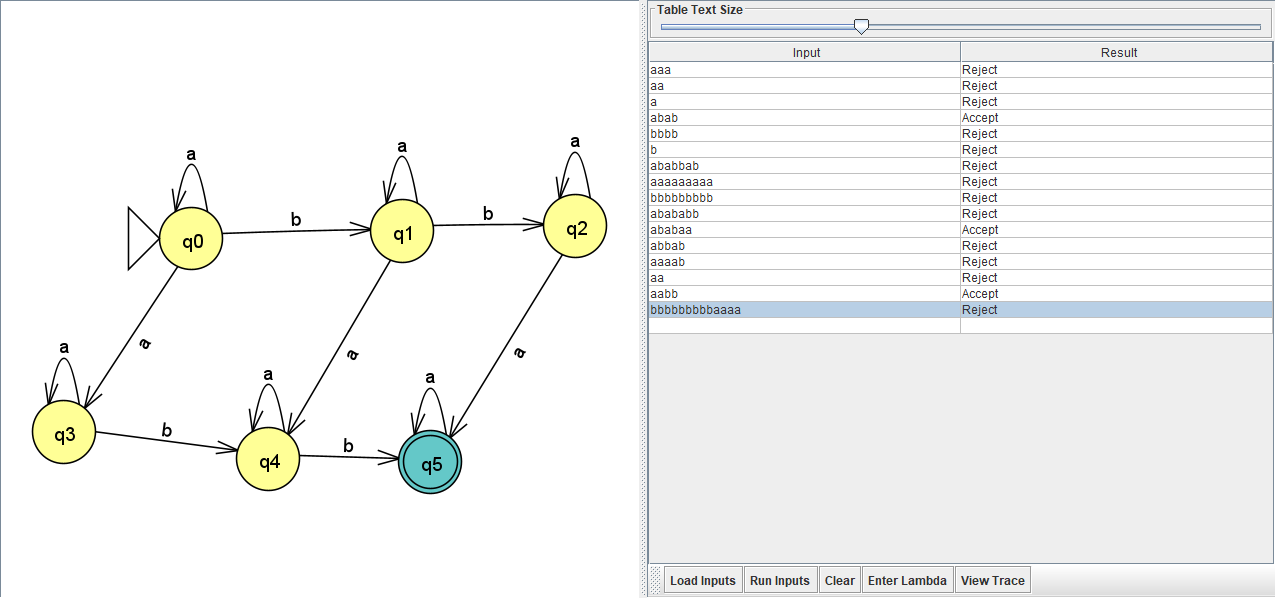 Table Text Size
Input Result
aaa Reject
aa Reject
a Reject
abab Accept
bbbb Reject
b Reject
ababbab Reject
aaaaaaaaa Reject
bbbbbbbbb Reject
abababb Reject
ababaa Accept
abbab Reject
aaaab Reject
aa Reject
aabb Accept
bbbbbbbbbaaaa Reject
a a a
q0 b q1 b q2
a a a
a a a
q3 b q4 b q5
Load Inputs Run Inputs Clear Enter Lambda View Trace